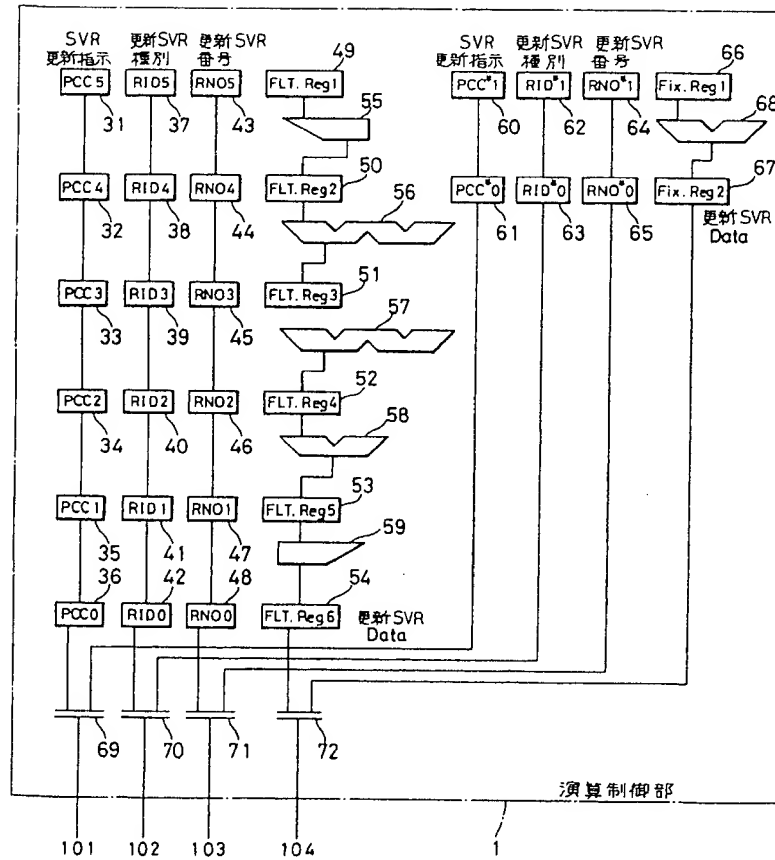 SVR 更新SVR 更新SVR
更新指示 種別 番号 49
PCC5 RID5 RNO5 FLT. Reg1
31 37 43 55
SVR 更新SVR 更新SVR
更新指示 種別 番号 66
PCC*1 RID*1 RNO*1 Fix. Reg1
60 62 64 68
PCC4 RID4 RNO4 FLT. Reg2 50
32 38 44 56
PCC*0 RID*0 RNO*0 Fix. Reg2 67
61 63 65 更新SVR
Data
PCC3 RID3 RNO3 FLT. Reg3 51
33 39 45 57
PCC2 RID2 RNO2 FLT. Reg4 52
34 40 46 58
PCC1 RID1 RNO1 FLT. Reg5 53
35 41 47 59
36 42 48 54
PCC0 RID0 RNO0 FLT. Reg6 更新SVR
Data
69 70 71 72
演算制御部
101 102 103 104 1